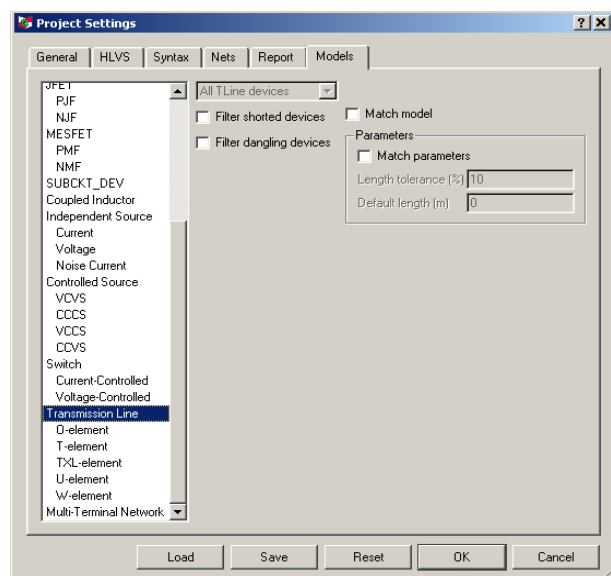 Project Settings
General HLVS Syntax Nets Report Models
JFET
PJF
NJF
MESFET
PMF
NMF
SUBCKT_DEV
Coupled Inductor
Independent Source
Current
Voltage
Noise Current
Controlled Source
VCVS
CCCS
VCCS
CCVS
Switch
Current-Controlled
Voltage-Controlled
Transmission Line
O-element
T-element
TXL-element
U-element
W-element
Multi-Terminal Network
All TLine devices
Filter shorted devices
Filter dangling devices
Match model
Parameters
Match parameters
Length tolerance (%) 10
Default length (m) 0
Load Save Reset OK Cancel